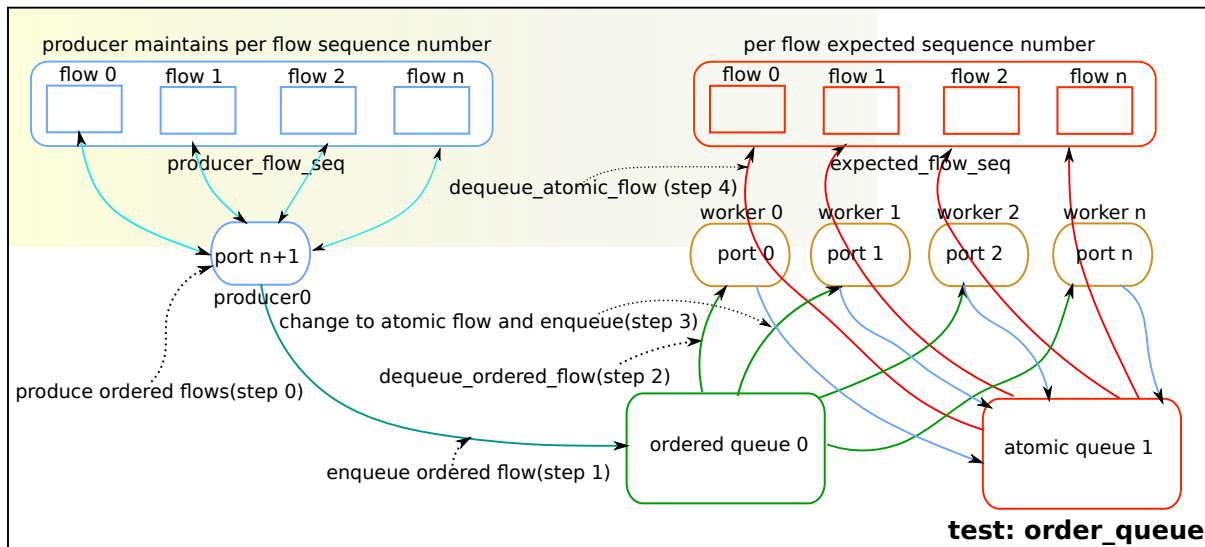 producer maintains per flow sequence number
per flow expected sequence number
flow 0
flow 1
flow 2
flow n
flow 0
flow 1
flow 2
flow n
producer_flow_seq
expected_flow_seq
dequeue_atomic_flow (step 4)
worker 0
worker 1
worker 2
worker n
port n+1
port 0
port 1
port 2
port n
producer0
change to atomic flow and enqueue(step 3)
dequeue_ordered_flow(step 2)
produce ordered flows(step 0)
ordered queue 0
atomic queue 1
enqueue ordered flow(step 1)
test: order_queue